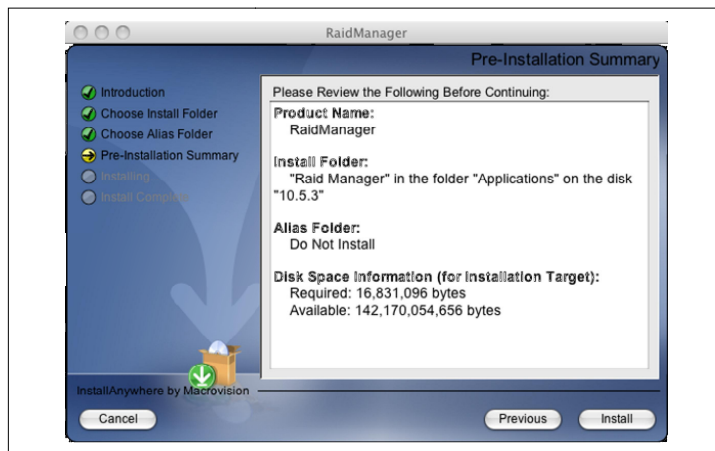 RaidManager
Pre-Installation Summary
Introduction
Choose Install Folder
Choose Alias Folder
Pre-Installation Summary
Installing...
Install Complete
Please Review the Following Before Continuing:
Product Name:
RaidManager
Install Folder:
"Raid Manager" in the folder "Applications" on the disk
"10.5.3"
Alias Folder:
Do Not Install
Disk Space Information (for Installation Target):
Required: 16,831,096 bytes
Available: 142,170,054,656 bytes
InstallAnywhere by Macrovision
Cancel
Previous
Install